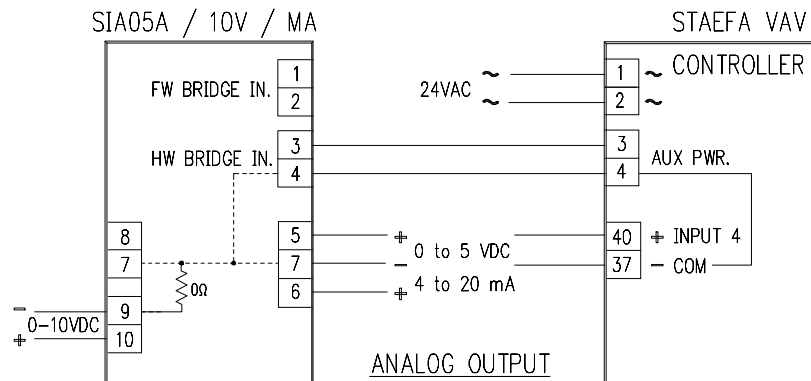 SIA05A / 10V / MA
STAEFA VAV
CONTROLLER
FW BRIDGE IN.
1
2
24VAC
~
~
1
2
~
~
HW BRIDGE IN.
3
4
3
4
AUX PWR.
8
7
5
7
6
+
0 to 5 VDC
−
4 to 20 mA
+
40
37
+ INPUT 4
− COM
0Ω
−
0−10VDC
+
9
10
ANALOG OUTPUT